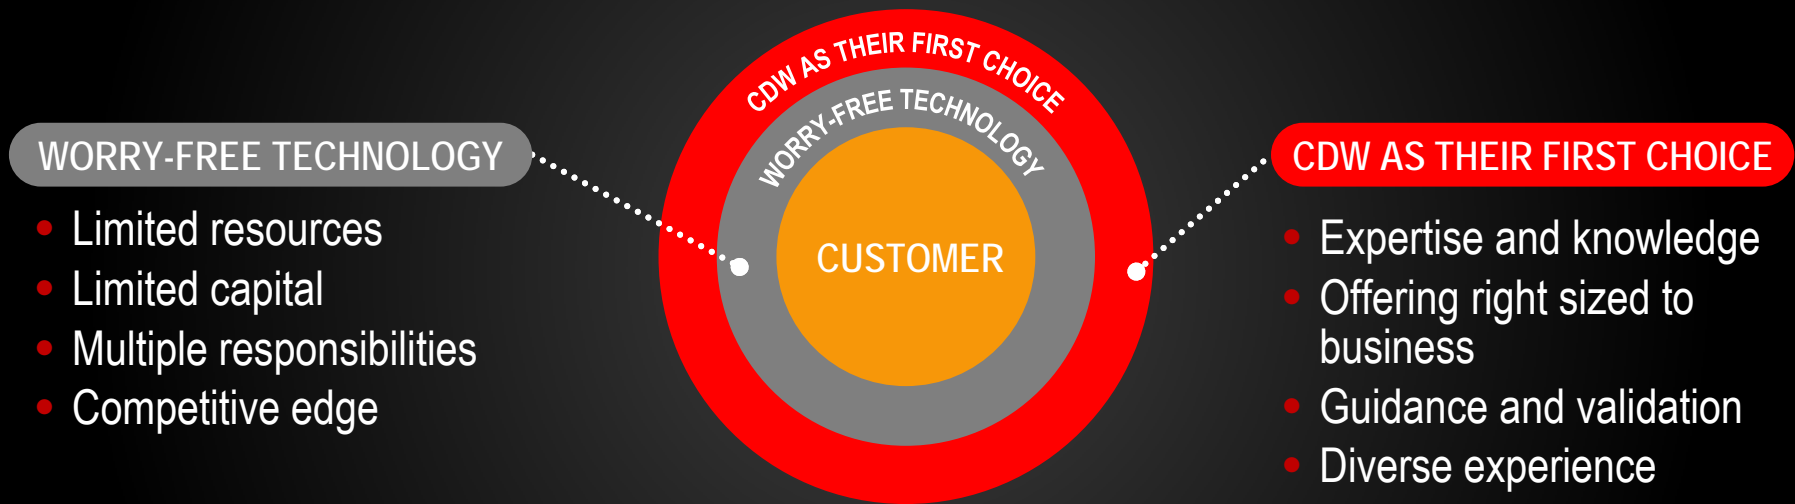 CDW AS THEIR FIRST CHOICE
WORRY-FREE TECHNOLOGY
CUSTOMER
WORRY-FREE TECHNOLOGY
• Limited resources
• Limited capital
• Multiple responsibilities
• Competitive edge
CDW AS THEIR FIRST CHOICE
• Expertise and knowledge
• Offering right sized to
business
• Guidance and validation
• Diverse experience